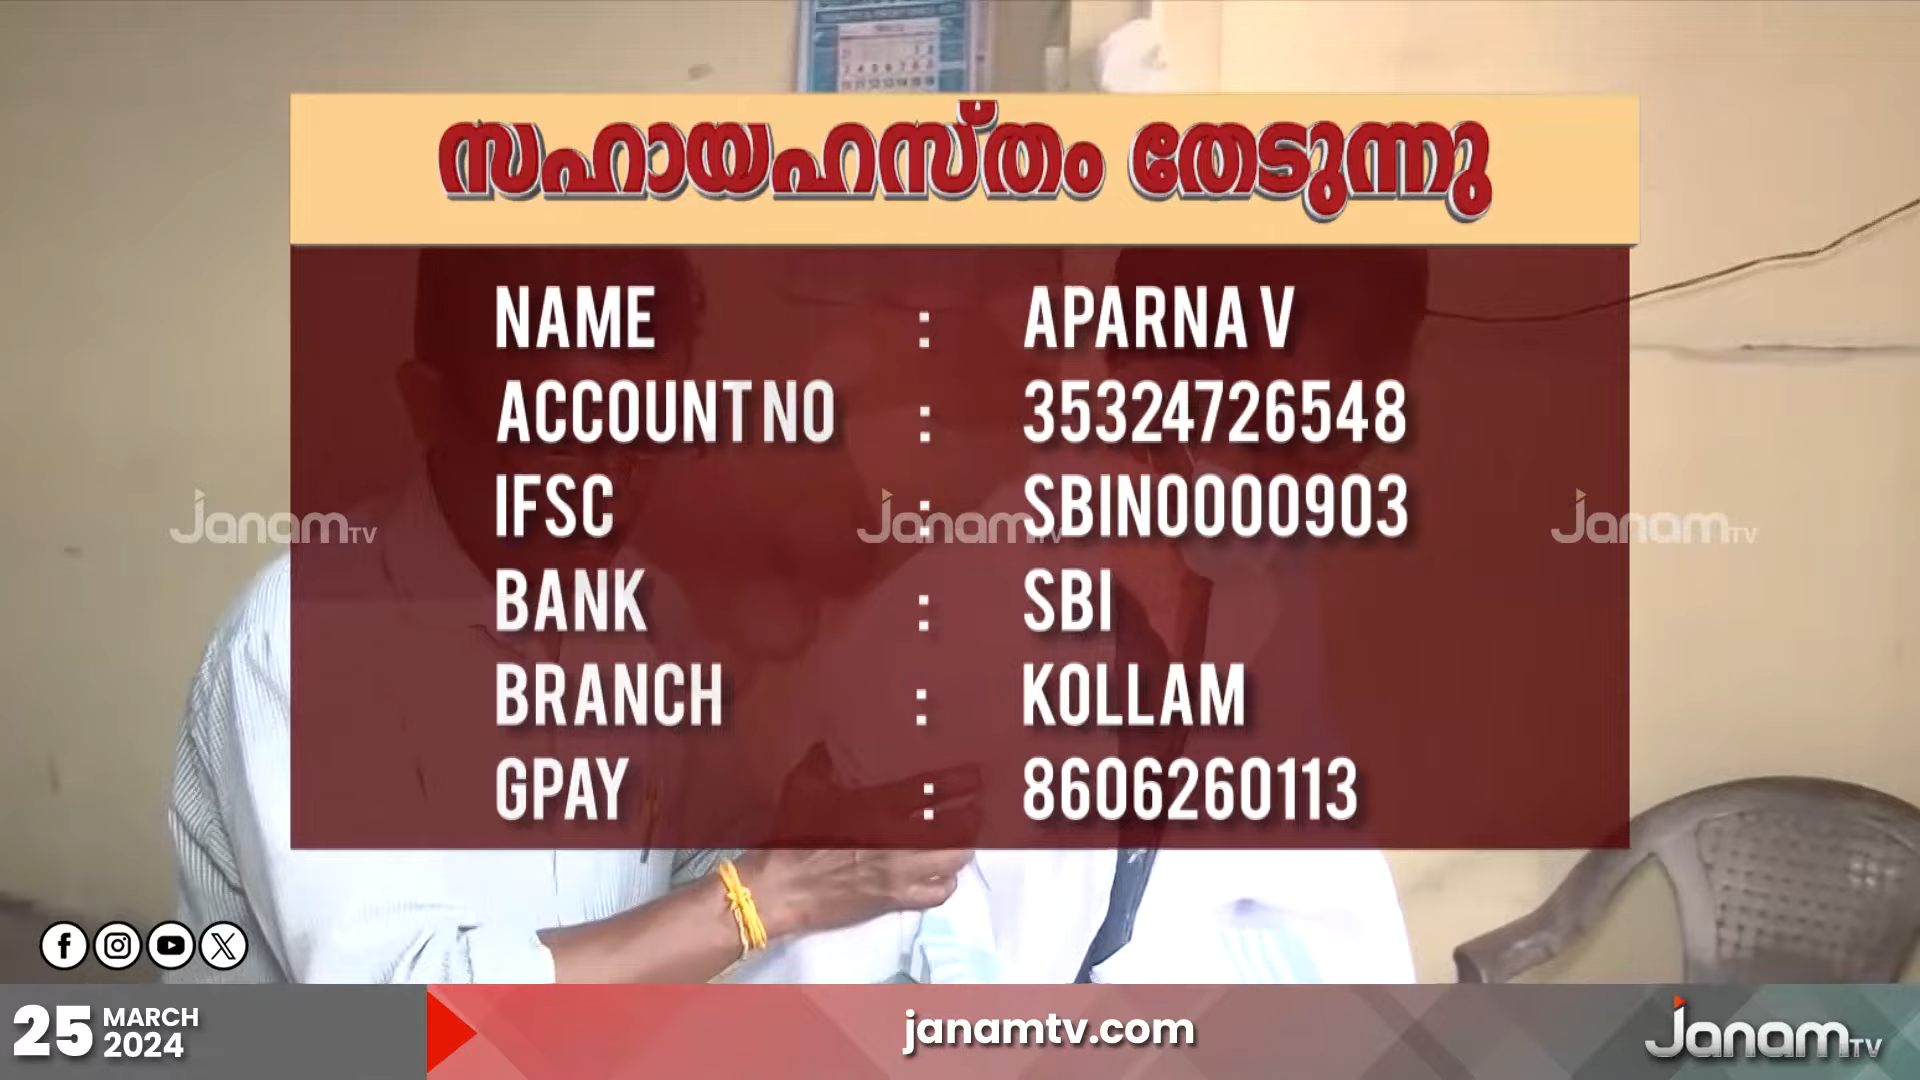 സഹായഹസ്തം തേടുന്നു
NAME : APARNA V
ACCOUNT NO : 35324726548
IFSC : SBIN0000903
BANK : SBI
BRANCH : KOLLAM
GPAY : 8606260113
Janam TV
Janam TV
Janam TV
25 MARCH 2024
janamtv.com
Janam TV